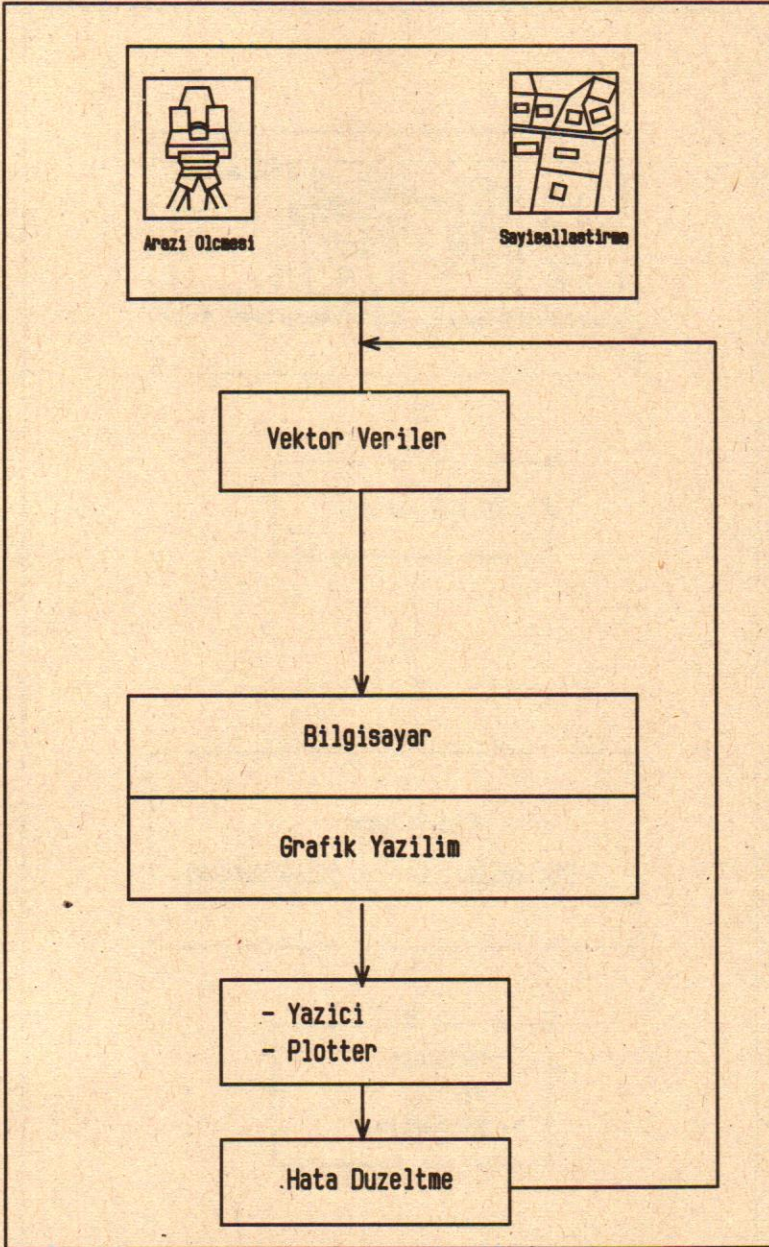 Arazi Olcmesi
Sayisallastirma
Vektor Veriler
Bilgisayar
Grafik Yazilim
- Yazici
- Plotter
Hata Duzeltme